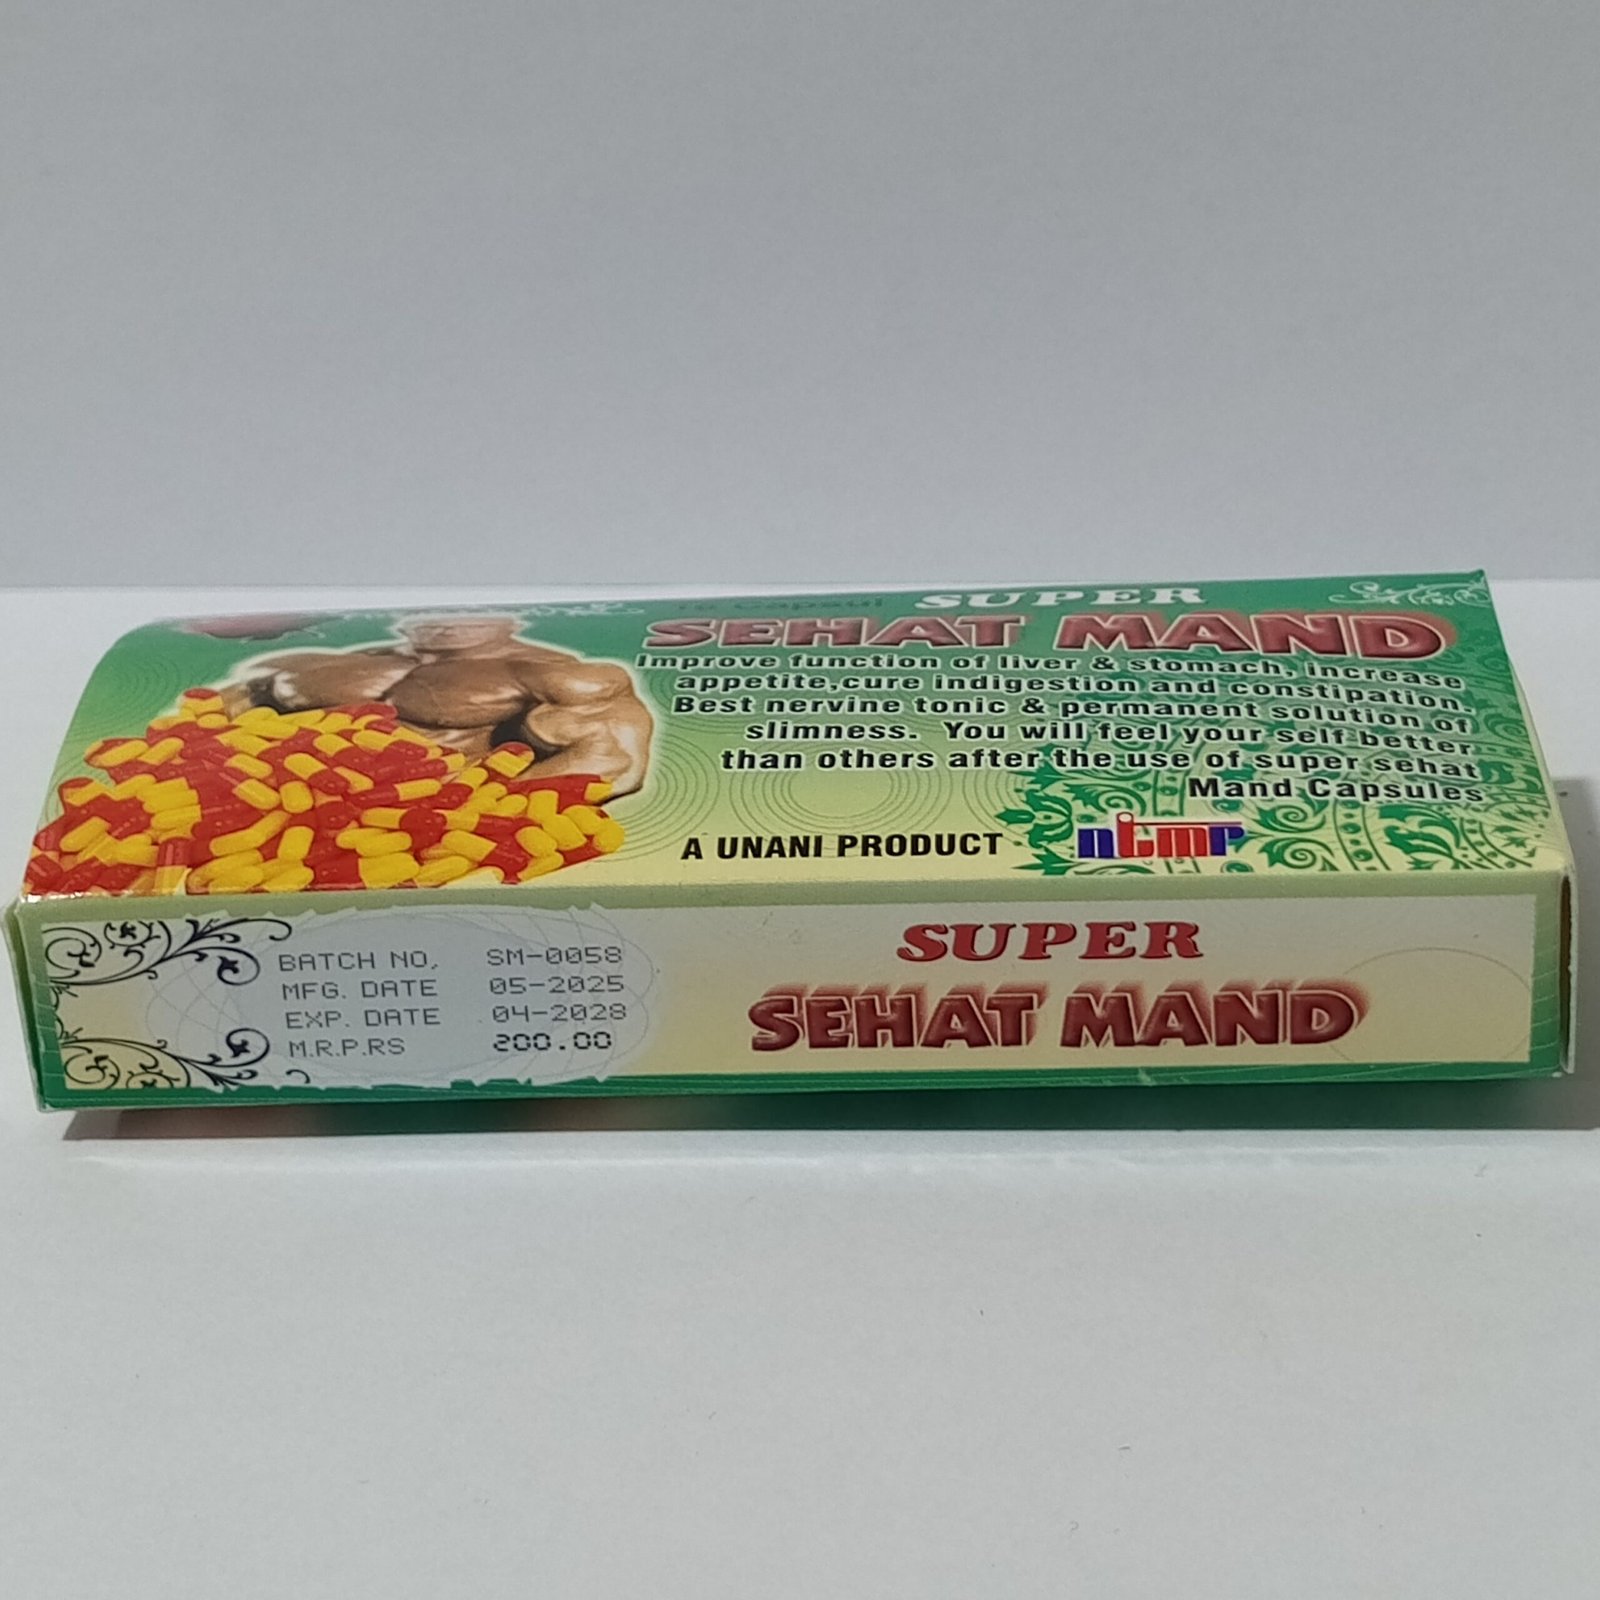 SUPER
SEHAT MAND
Improve function of liver & stomach, increase
appetite,cure indigestion and constipation.
Best nervine tonic & permanent solution of
slimness. You will feel your self better
than others after the use of super sehat
Mand Capsules
A UNANI PRODUCT
ntmp
BATCH NO. SM-0058
MFG. DATE 05-2025
EXP. DATE 04-2028
M.R.P.RS 200.00
SUPER
SEHAT MAND